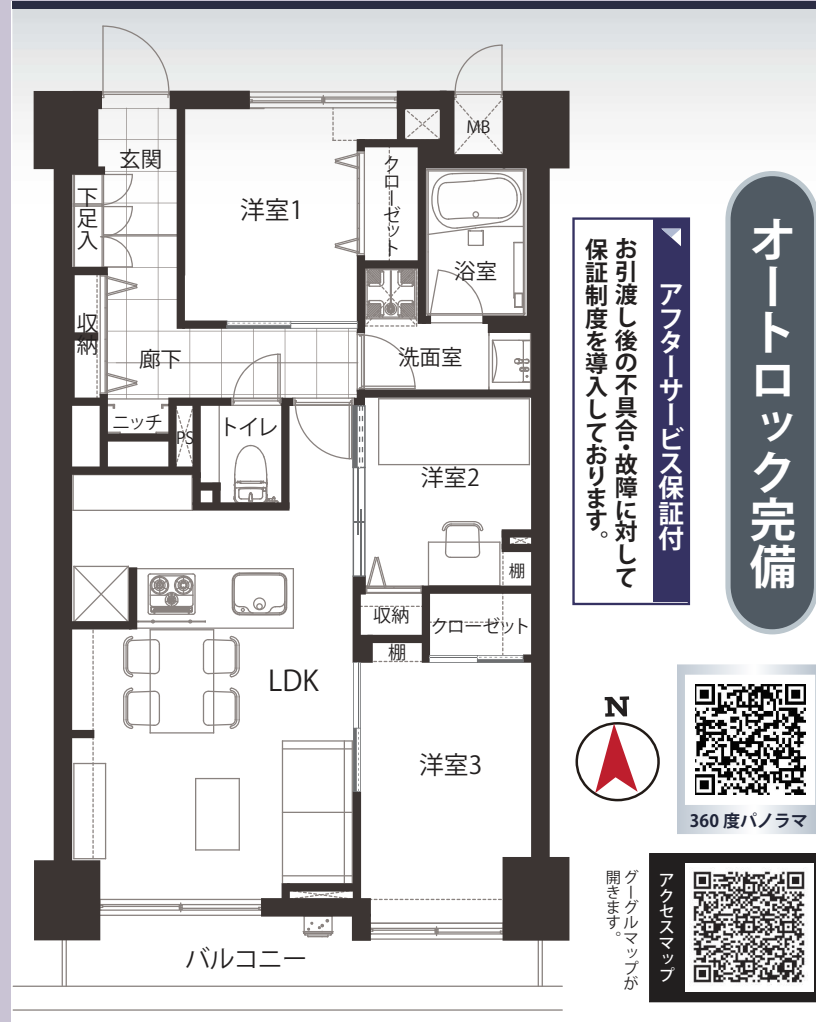 MB
玄関
クローゼット
下足入
洋室1
浴室
収納
廊下
洗面室
ニッチ
PS
トイレ
洋室2
棚
収納
クローゼット
棚
LDK
洋室3
バルコニー
アフターサービス保証付
お引渡し後の不具合・故障に対して
保証制度を導入しております。
オートロック完備
N
360 度パノラマ
アクセスマップ
グーグルマップが
開きます。